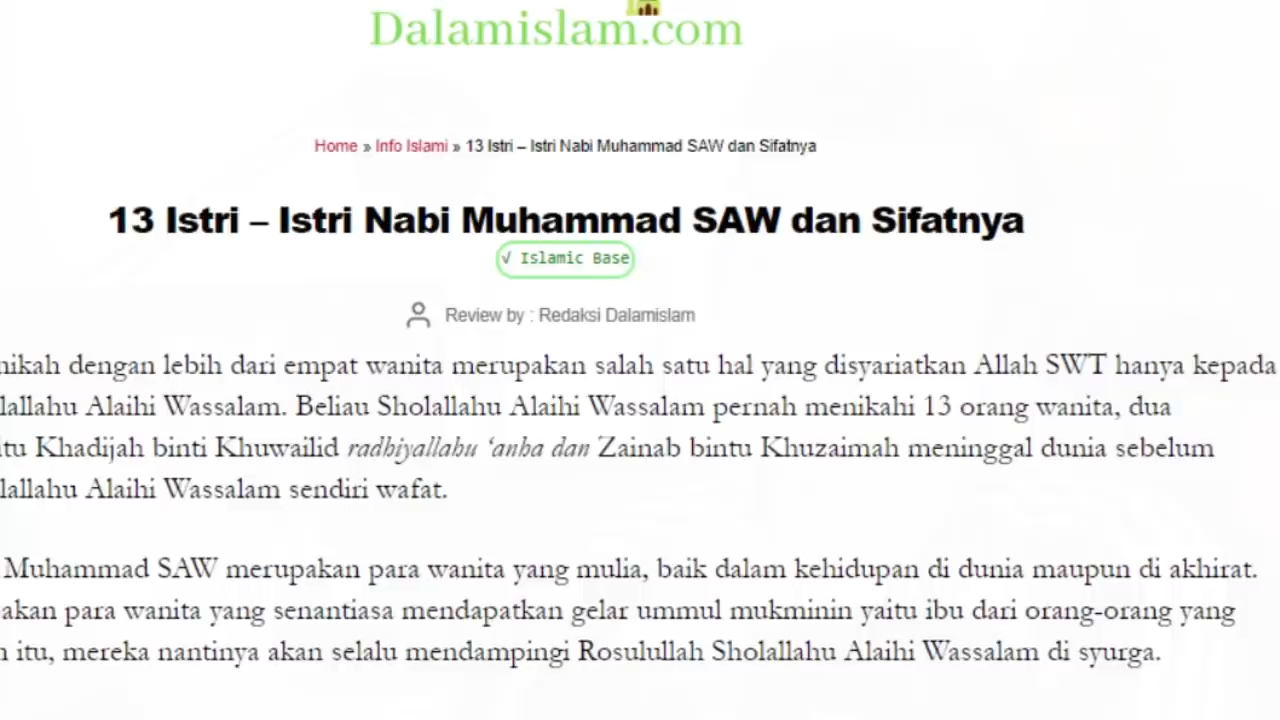 Dalamislam.com
Home » Info Islami » 13 Istri – Istri Nabi Muhammad SAW dan Sifatnya
13 Istri – Istri Nabi Muhammad SAW dan Sifatnya
√ Islamic Base
Review by : Redaksi Dalamislam
nikah dengan lebih dari empat wanita merupakan salah satu hal yang disyariatkan Allah SWT hanya kepada
lallahu Alaihi Wassalam. Beliau Sholallahu Alaihi Wassalam pernah menikahi 13 orang wanita, dua
itu Khadijah binti Khuwailid radhiyallahu ‘anha dan Zainab bintu Khuzaimah meninggal dunia sebelum
lallahu Alaihi Wassalam sendiri wafat.
Muhammad SAW merupakan para wanita yang mulia, baik dalam kehidupan di dunia maupun di akhirat.
akan para wanita yang senantiasa mendapatkan gelar ummul mukminin yaitu ibu dari orang-orang yang
n itu, mereka nantinya akan selalu mendampingi Rosulullah Sholallahu Alaihi Wassalam di syurga.